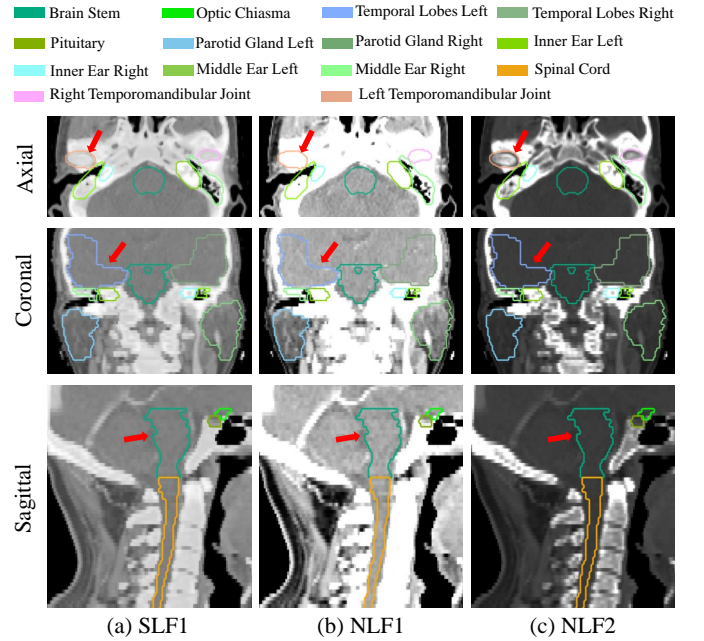 Brain Stem Optic Chiasma Temporal Lobes Left Temporal Lobes Right
Pituitary Parotid Gland Left Parotid Gland Right Inner Ear Left
Inner Ear Right Middle Ear Left Middle Ear Right Spinal Cord
Right Temporomandibular Joint Left Temporomandibular Joint
Axial
Coronal
Sagittal
(a) SLF1 (b) NLF1 (c) NLF2